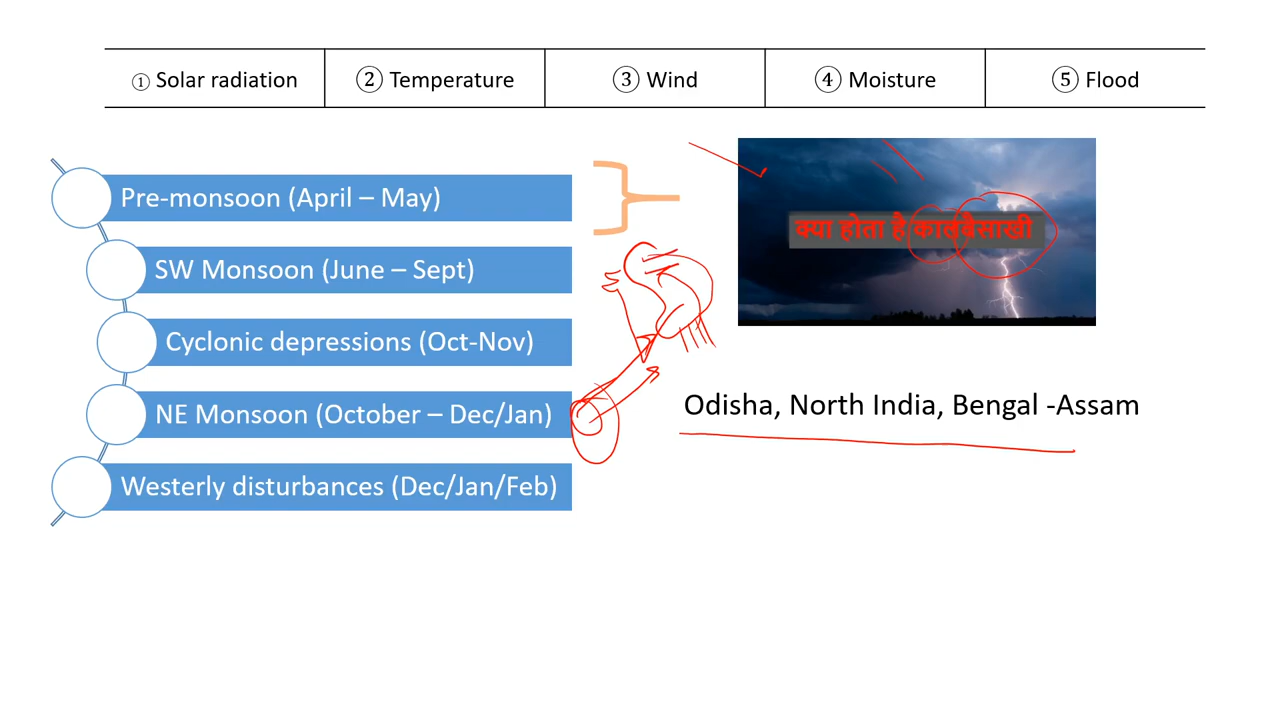 ① Solar radiation
② Temperature
③ Wind
④ Moisture
⑤ Flood
Pre-monsoon (April – May)
SW Monsoon (June – Sept)
Cyclonic depressions (Oct-Nov)
NE Monsoon (October – Dec/Jan)
Westerly disturbances (Dec/Jan/Feb)
क्या होता है कालबैसाखी
Odisha, North India, Bengal -Assam